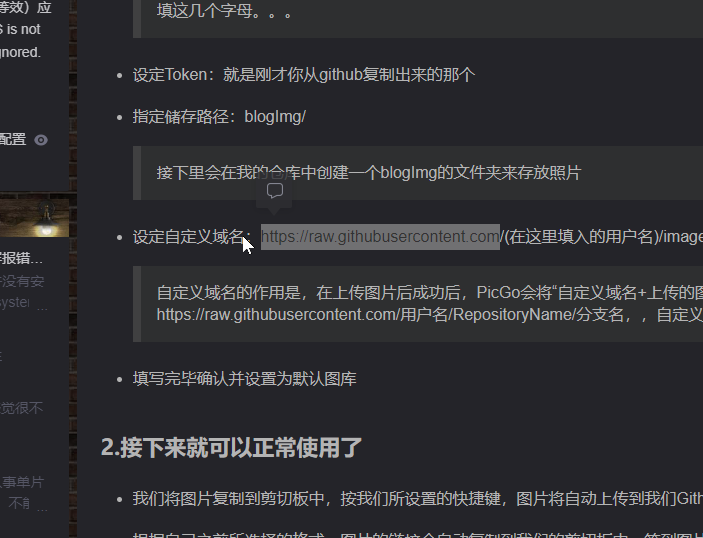 等效）应
填这几个字母。。。
S is not
gnored.
设定Token：就是刚才你从github复制出来的那个
指定储存路径：blogImg/
配置
接下里会在我的仓库中创建一个blogImg的文件夹来存放照片
设定自定义域名：https://raw.githubusercontent.com/(在这里填入的用户名)/image
报错...
并没有安
system ...
自定义域名的作用是，在上传图片后成功后，PicGo会将“自定义域名+上传的图
https://raw.githubusercontent.com/用户名/RepositoryName/分支名，，自定义
填写完毕确认并设置为默认图库
觉很不
2.接下来就可以正常使用了
事单片
不能 ...
我们将图片复制到剪切板中，按我们所设置的快捷键，图片将自动上传到我们Gith